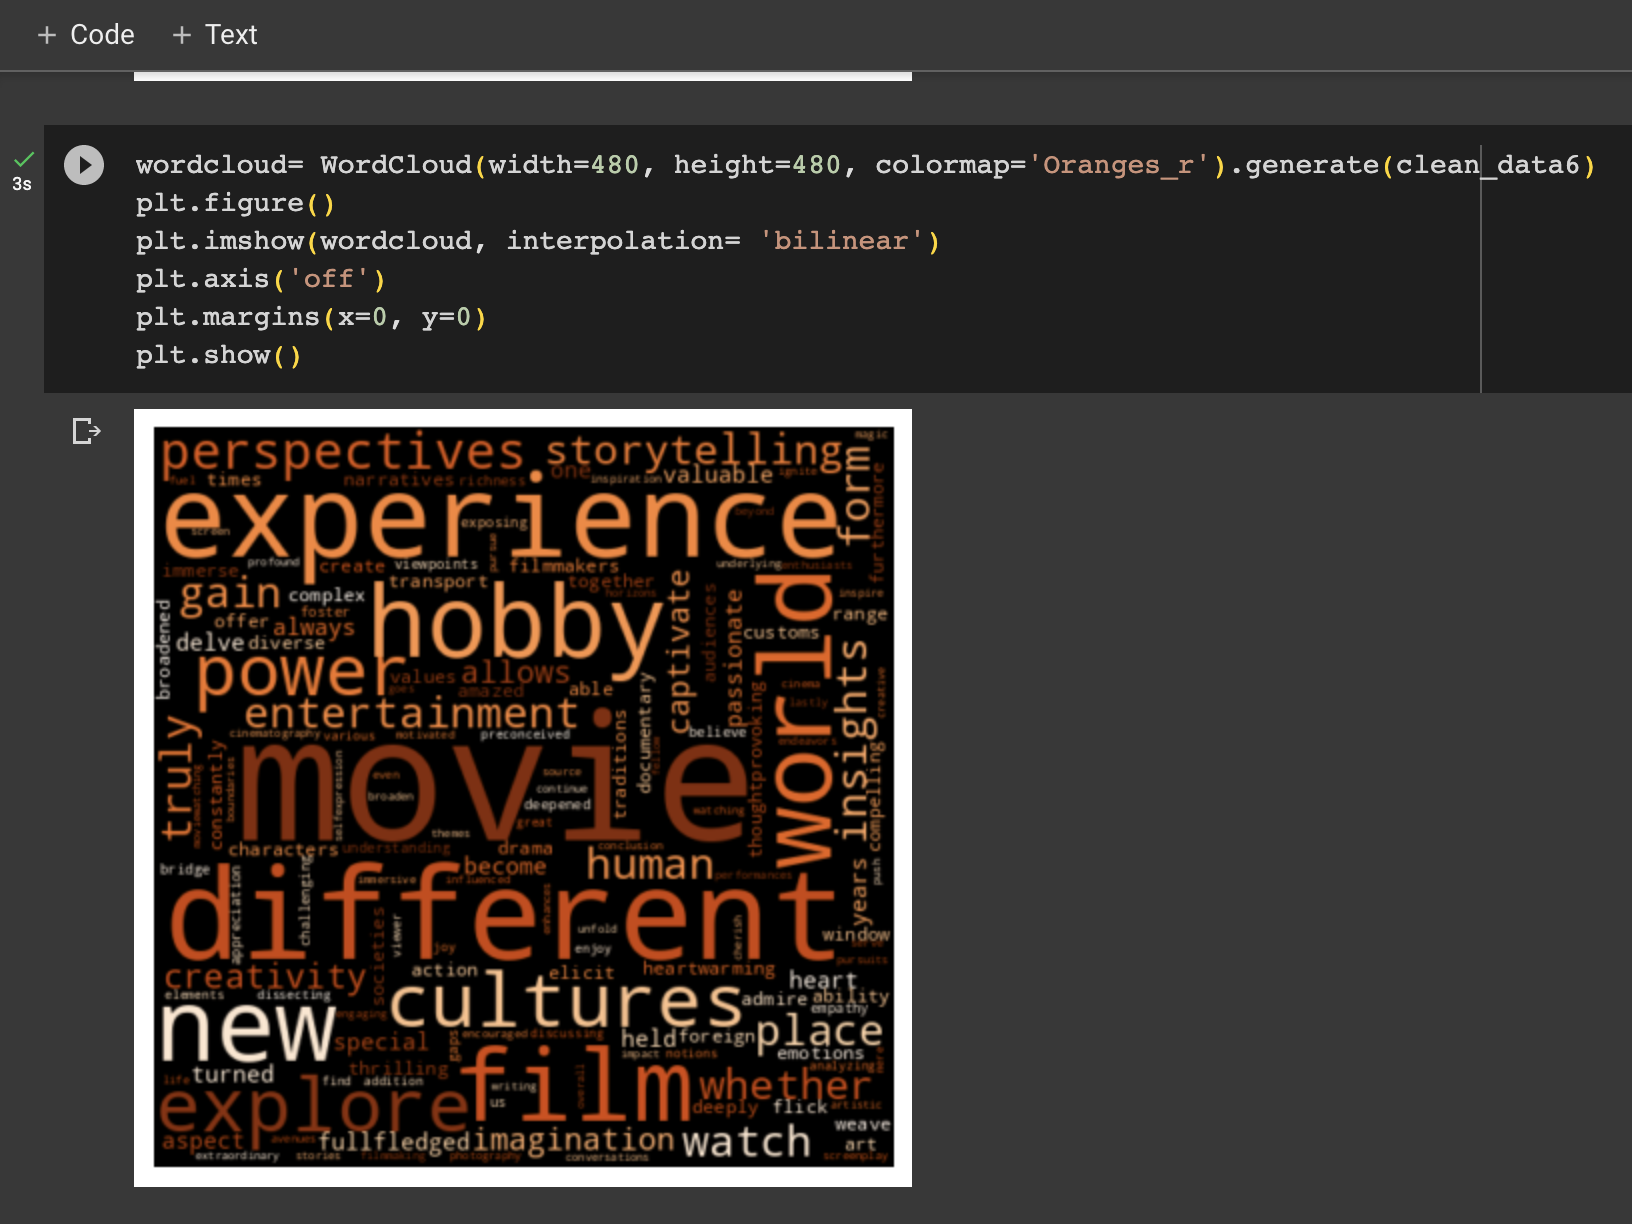 + Code + Text
3s
wordcloud= WordCloud(width=480, height=480, colormap='Oranges_r').generate(clean_data6)
plt.figure()
plt.imshow(wordcloud, interpolation= 'bilinear')
plt.axis('off')
plt.margins(x=0, y=0)
plt.show()
magic
perspectives storytelling
form
furthermore
one
fuel times narratives richness inspiration valuable ignite
experience
exposing
beyond
screen
pursue
profound create viewpoints filmmakers underlying enthusiasts
immerse transport together
horizons
inspire
gain complex hobby captivate audiences passionate world
foster
range
offer always customs
broadened
delve diverse
insights
power values allows
goes amazed able
cinema
lastly
creative
documentary
entertainment
traditions
thoughtprovoking
truly
cinematography various motivated preconceived believe
endeavors
movie
constantly
boundaries
moviewatching
selfexpression
even
source
continue
broaden
deepened
watching
great
themes
compelling
characters understanding drama conclusion
bridge become human
immersive influenced performances
push
years
different
appreciation
challenging
societies
viewer
enhances
unfold
cherish
joy enjoy
window
serve
pursuits
creativity action elicit heartwarming heart
elements dissecting cultures admire ability
empathy
new engaging
encouraged discussing
special gaps held foreign place
impact notions emotions
thrilling analyzing
mere
life turned find addition film whether
writing
us
overall
explore deeply flick artistic
weave
aspect avenues fullfledged imagination watch art
extraordinary stories filmmaking photography conversations screenplay